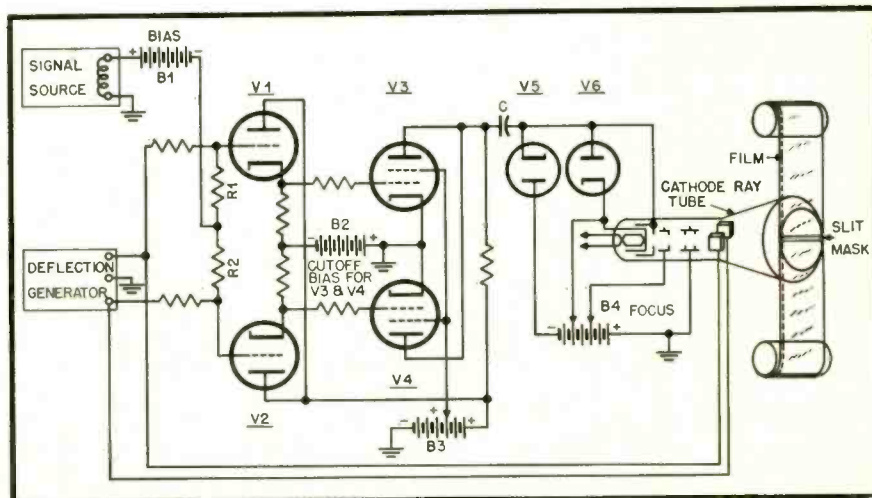 BIAS
+ -
B1
SIGNAL
SOURCE
V1
V3
C
V5
V6
FILM
CATHODE RAY
TUBE
SLIT
MASK
R1
R2
DEFLECTION
GENERATOR
- B2 +
CUTOFF
BIAS FOR
V3 & V4
B4 FOCUS
- +
V4
V2
- + +
B3